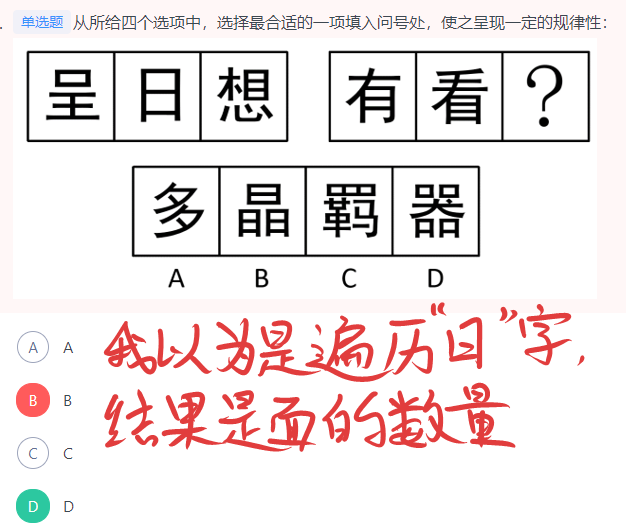 单选题 从所给四个选项中，选择最合适的一项填入问号处，使之呈现一定的规律性：
呈 日 想 有 看 ?
多 晶 羁 器
A B C D
A A
B B
C C
D D
我以为是遍历“日”字，
结果是面的数量